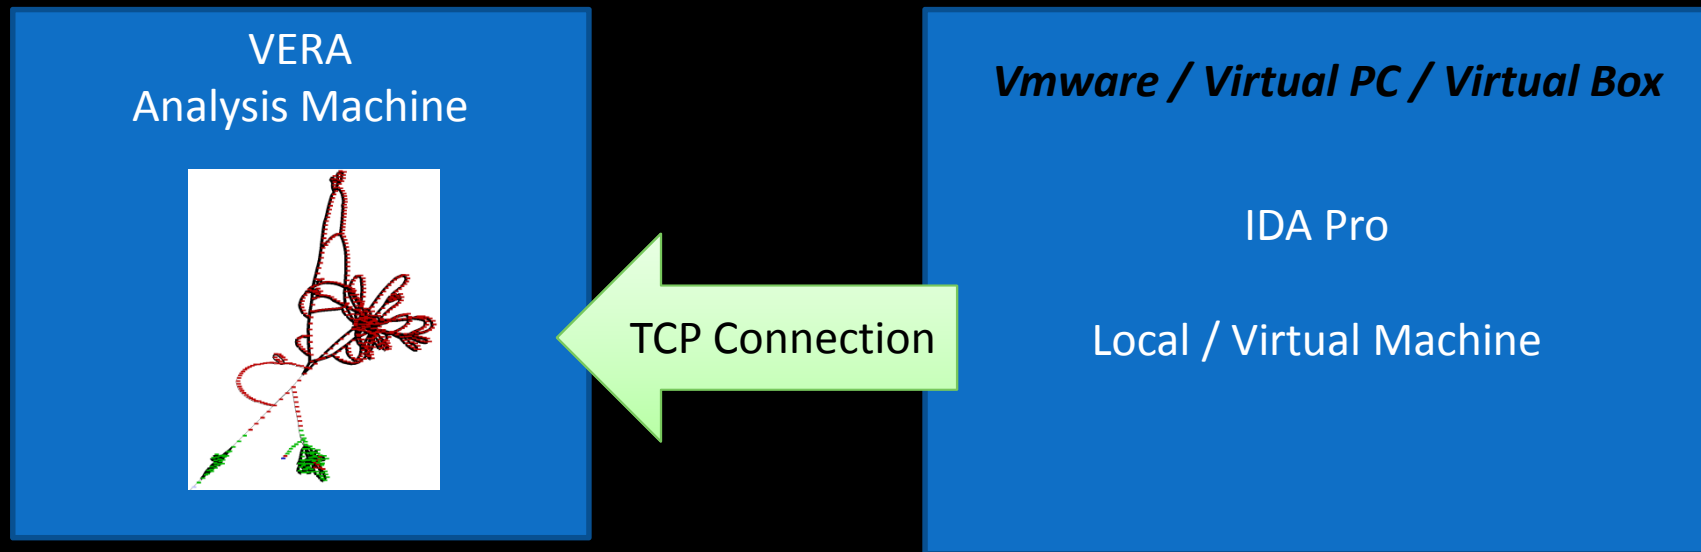 VERA
Analysis Machine
Vmware / Virtual PC / Virtual Box
IDA Pro
TCP Connection
Local / Virtual Machine